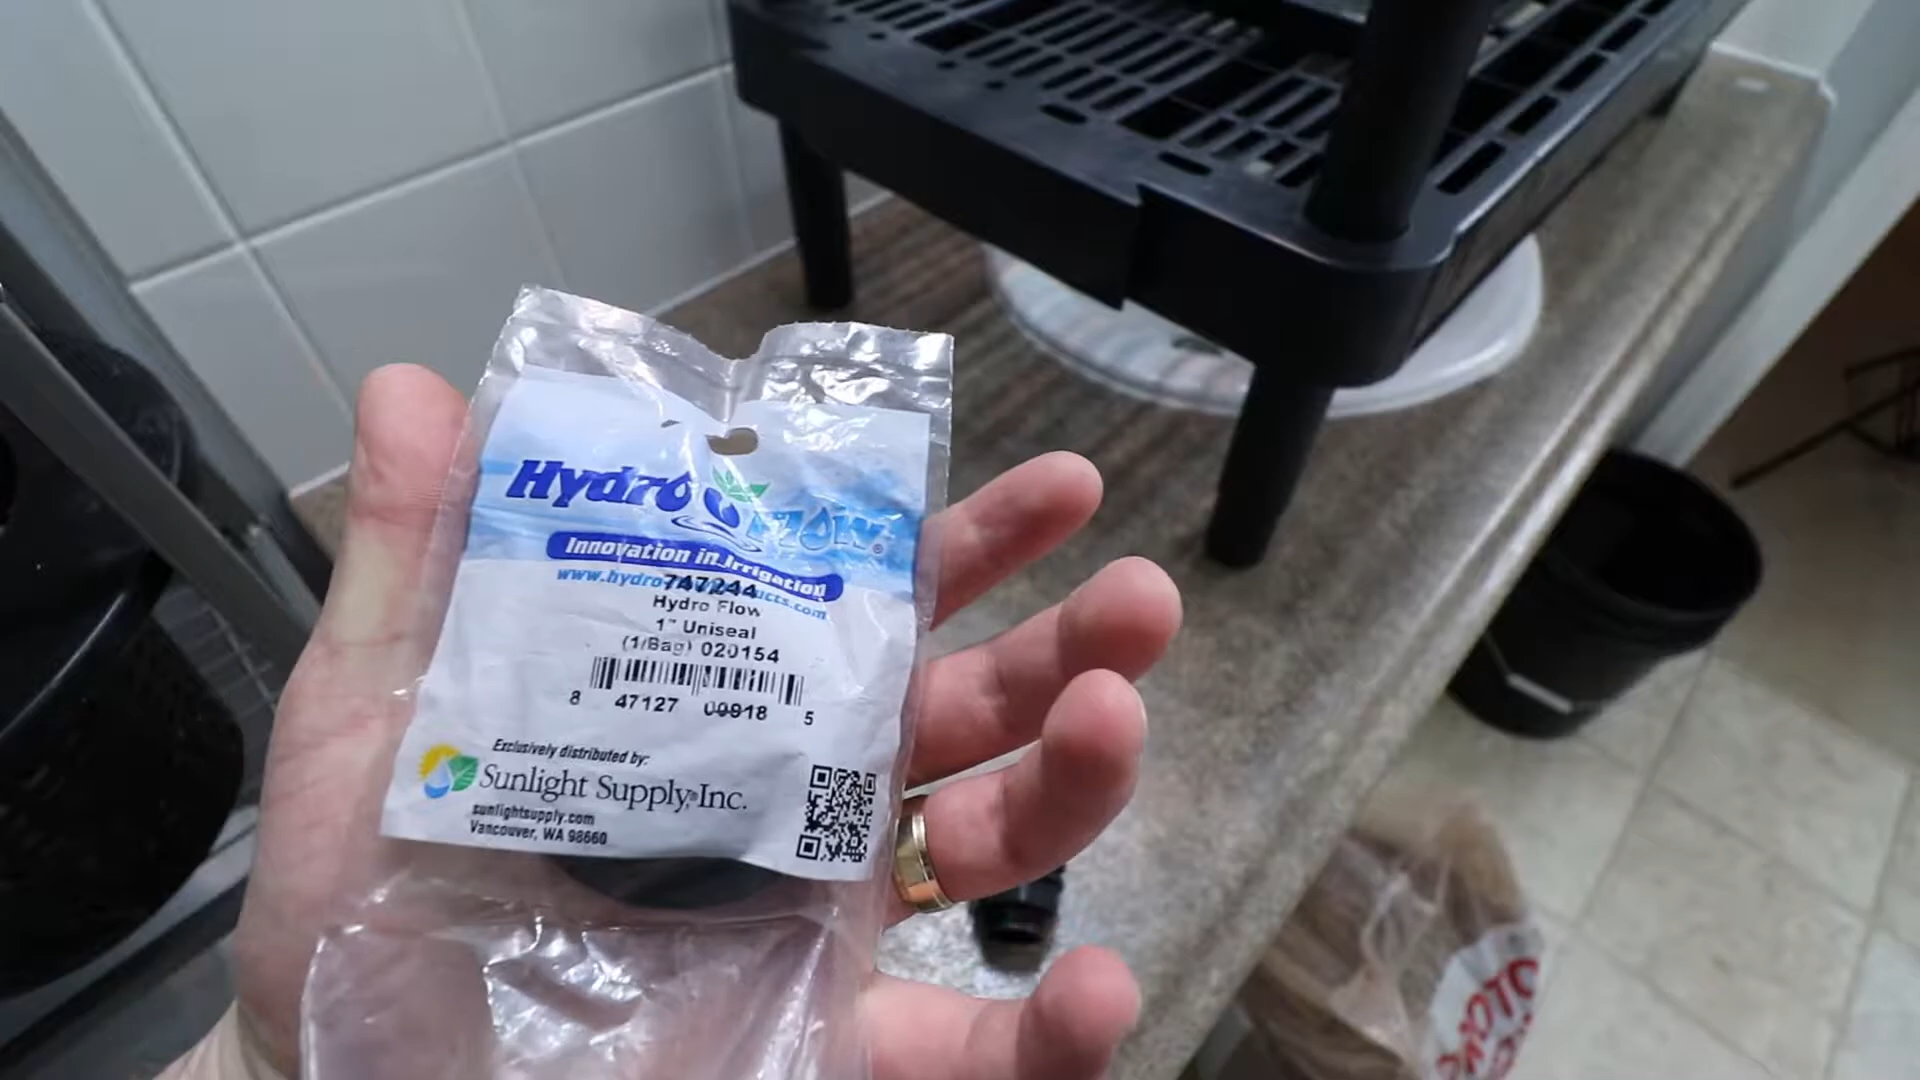 Hydro Flow®
Innovation in Irrigation
747244
Hydro Flow
1" Uniseal
(1/Bag) 020154
8 47127 00918 5
Exclusively distributed by:
Sunlight Supply,® Inc.
sunlightsupply.com
Vancouver, WA 98660